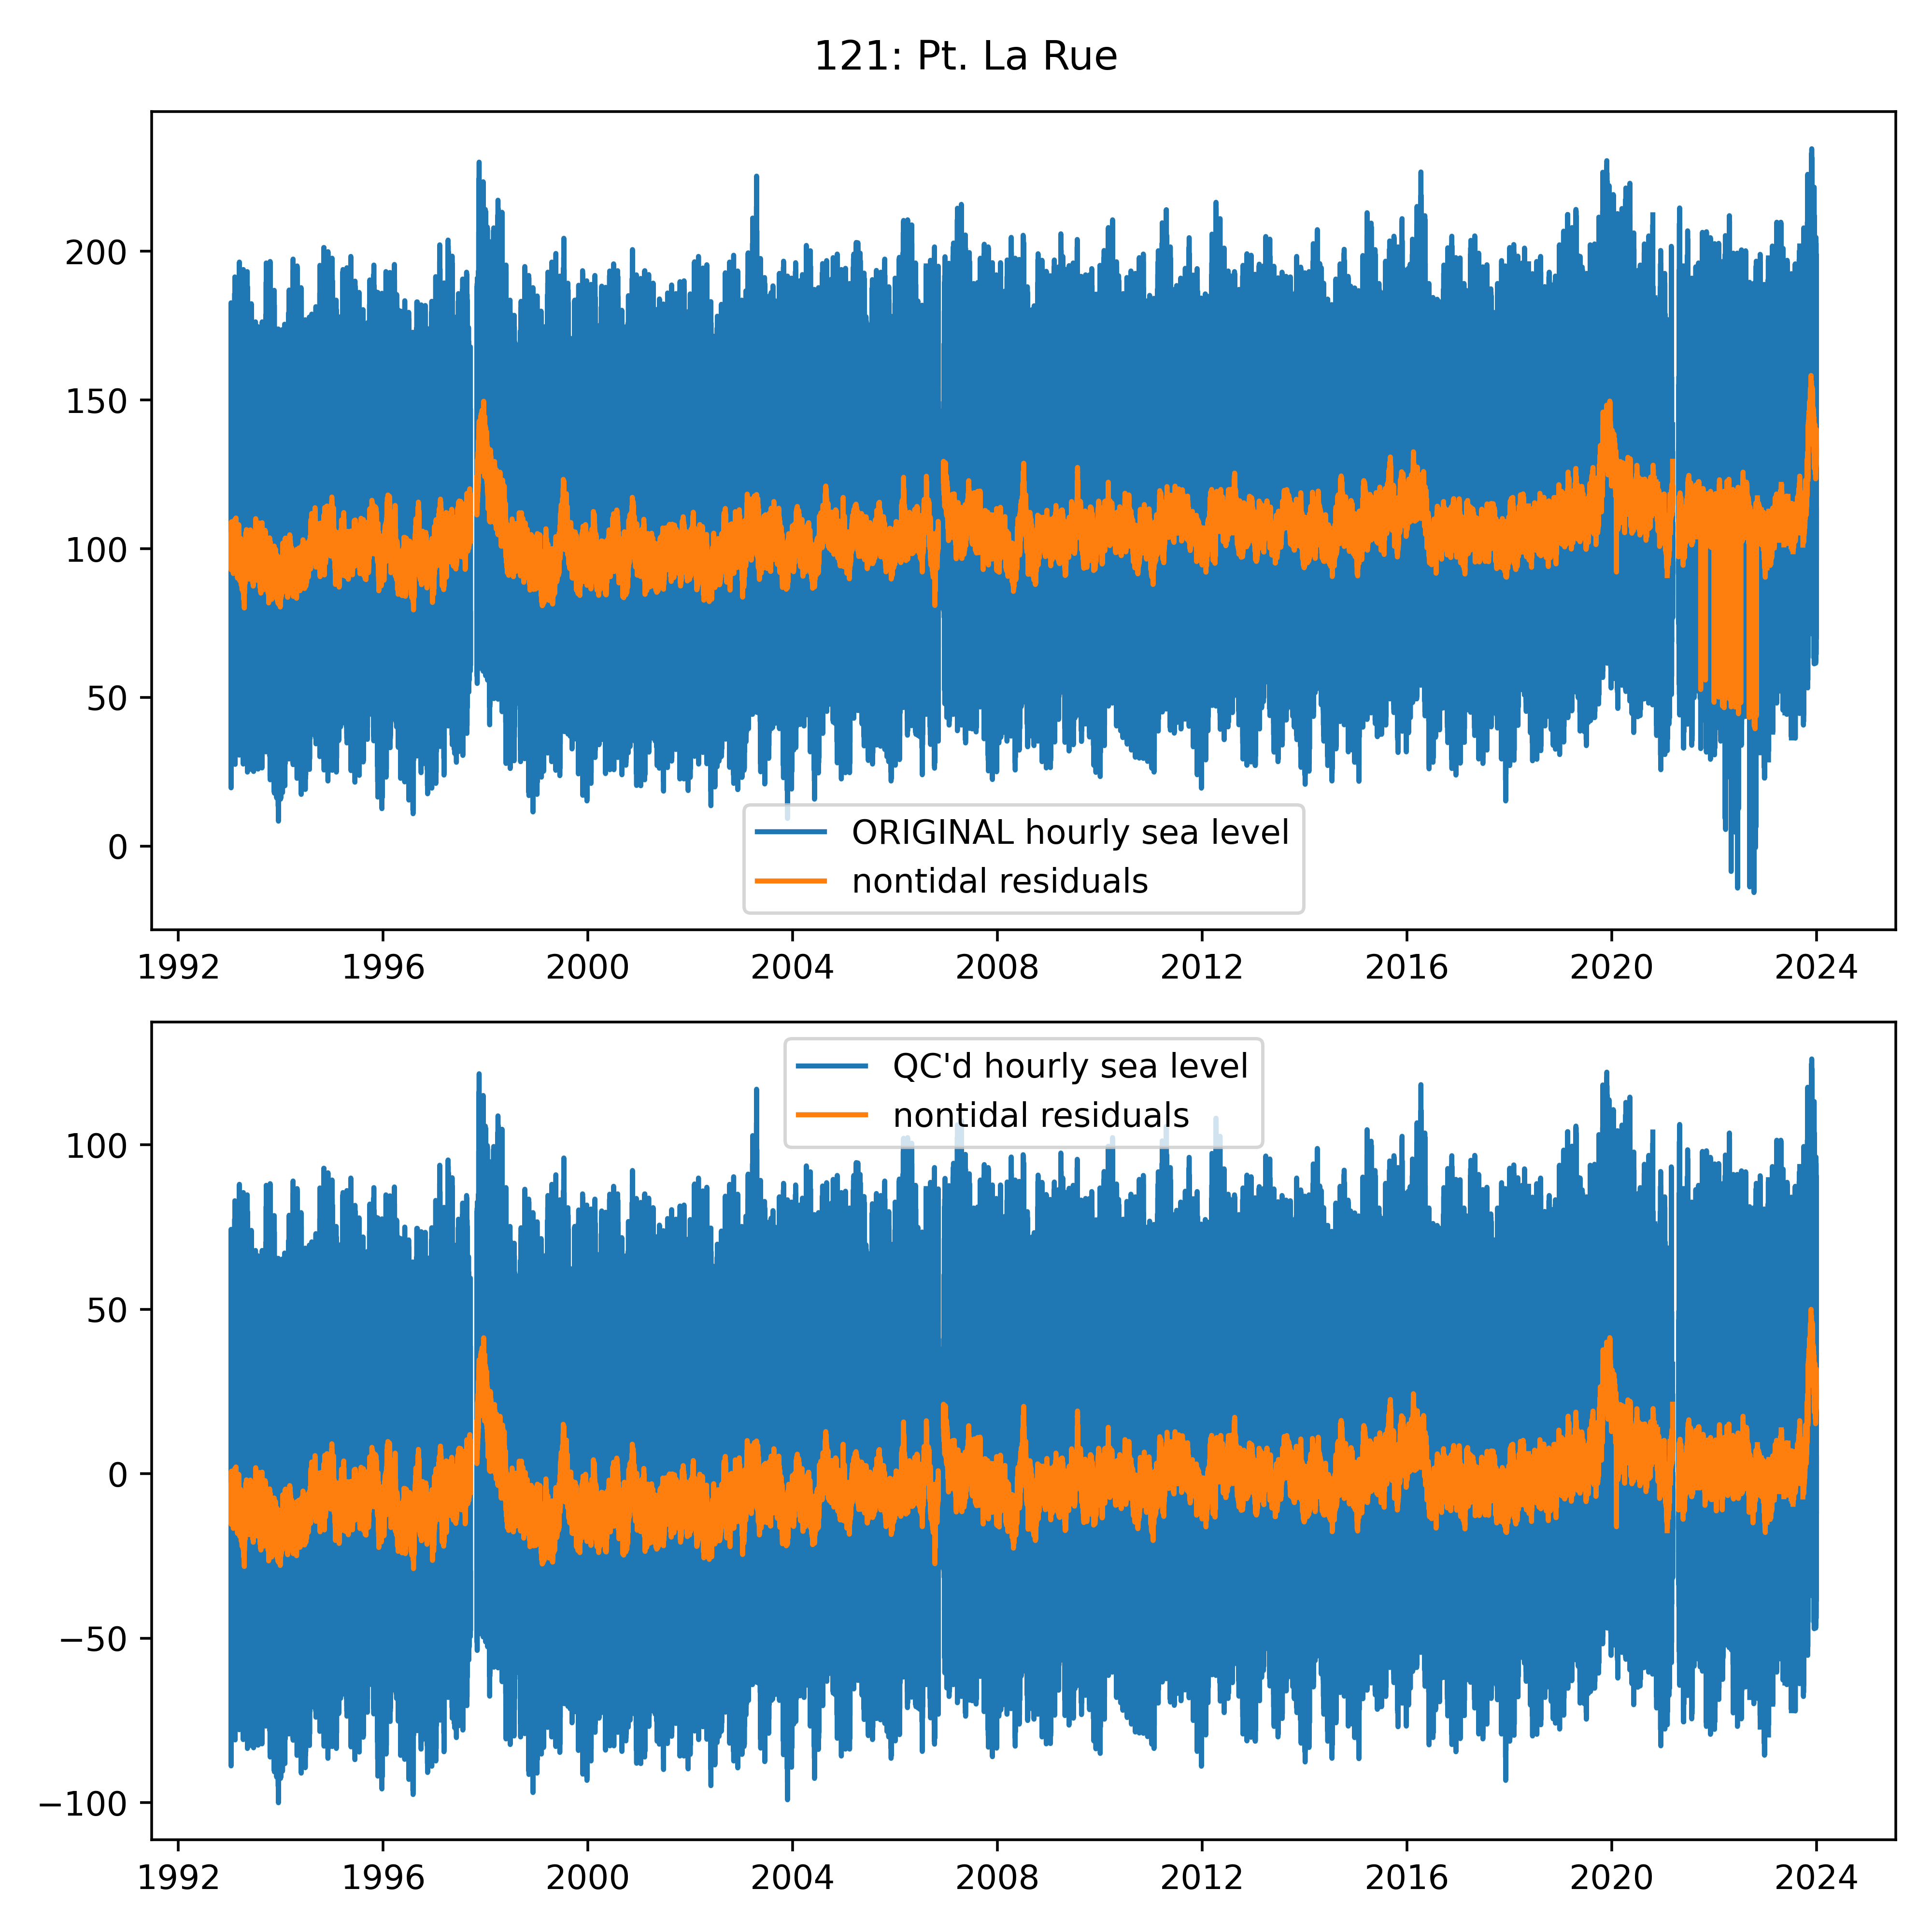 121: Pt. La Rue
200
150
100
50
0
ORIGINAL hourly sea level
nontidal residuals
1992 1996 2000 2004 2008 2012 2016 2020 2024
QC'd hourly sea level
nontidal residuals
100
50
0
−50
−100
1992 1996 2000 2004 2008 2012 2016 2020 2024